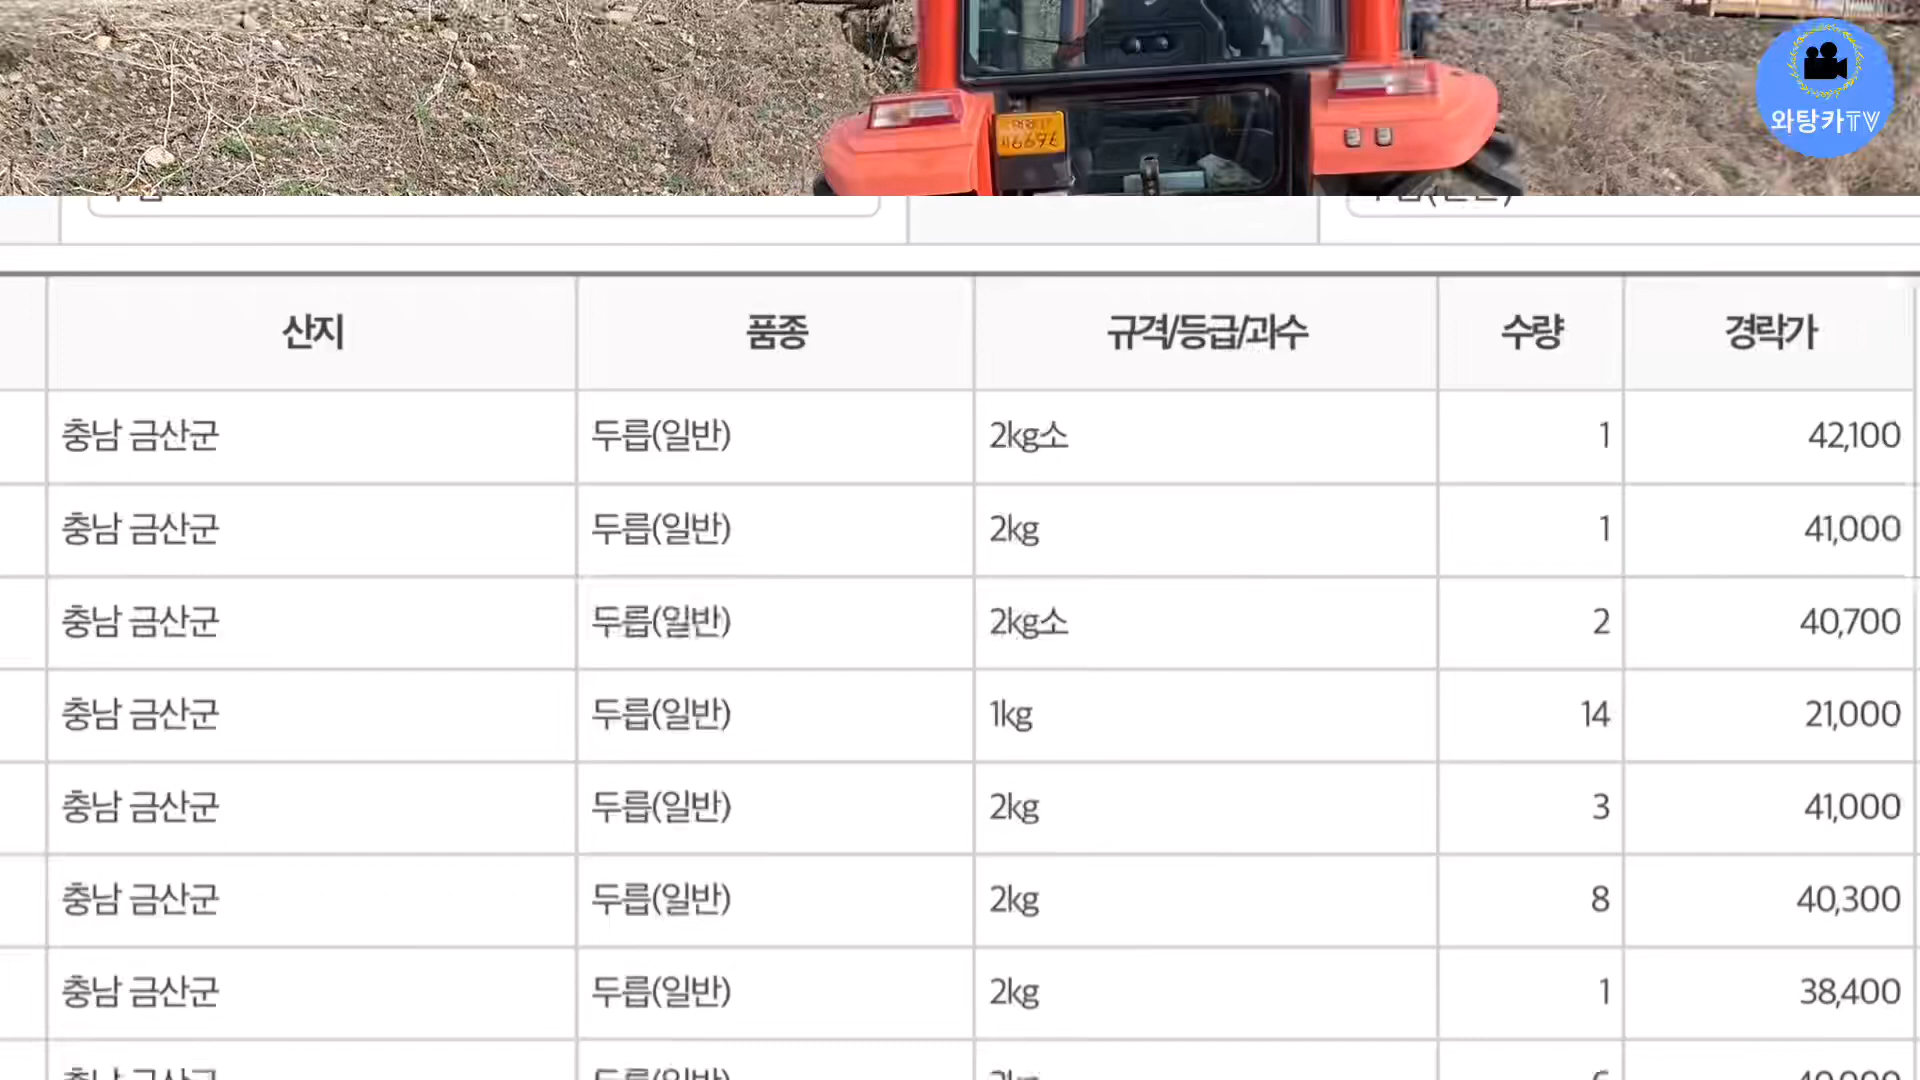 와탕카TV
산지 품종 규격/등급/과수 수량 경락가
충남 금산군 두릅(일반) 2kg소 1 42,100
충남 금산군 두릅(일반) 2kg 1 41,000
충남 금산군 두릅(일반) 2kg소 2 40,700
충남 금산군 두릅(일반) 1kg 14 21,000
충남 금산군 두릅(일반) 2kg 3 41,000
충남 금산군 두릅(일반) 2kg 8 40,300
충남 금산군 두릅(일반) 2kg 1 38,400